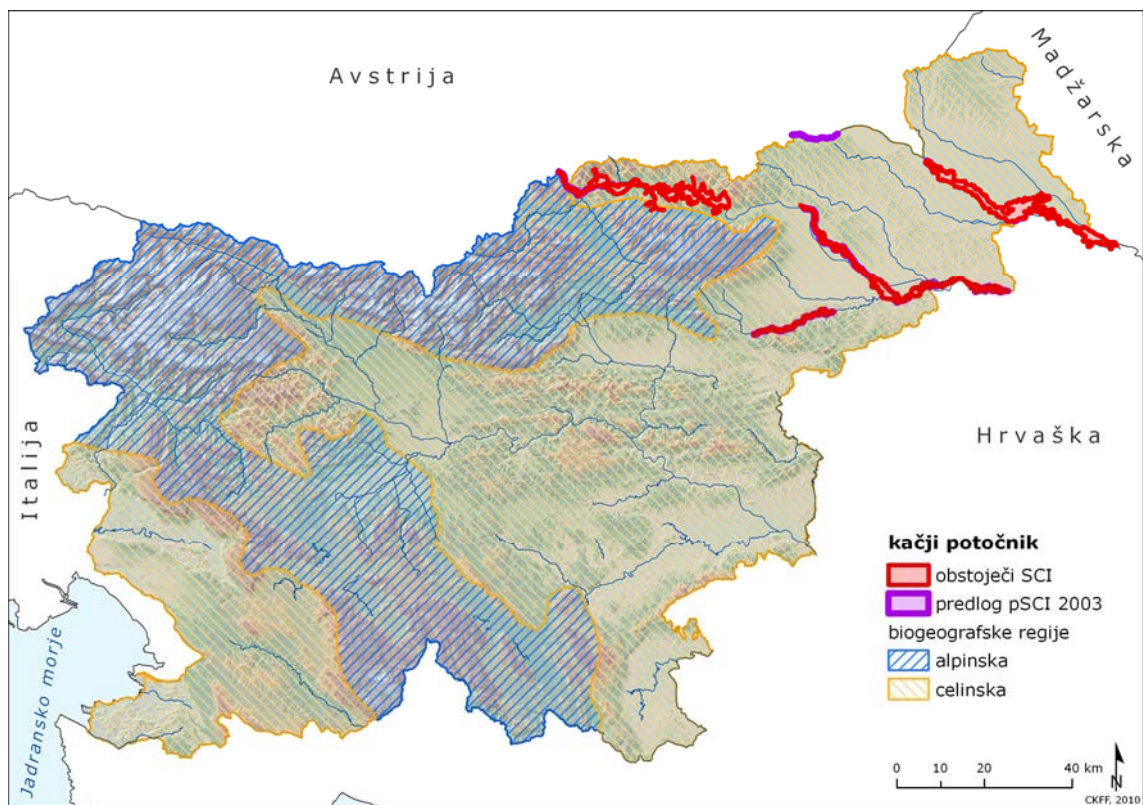 Avstrija
Madžarska
Italija
Hrvaška
Jadransko morje
kačji potočnik
obstoječi SCI
predlog pSCI 2003
biogeografske regije
alpinska
celinska
0 10 20 40 km
N
CKFF, 2010